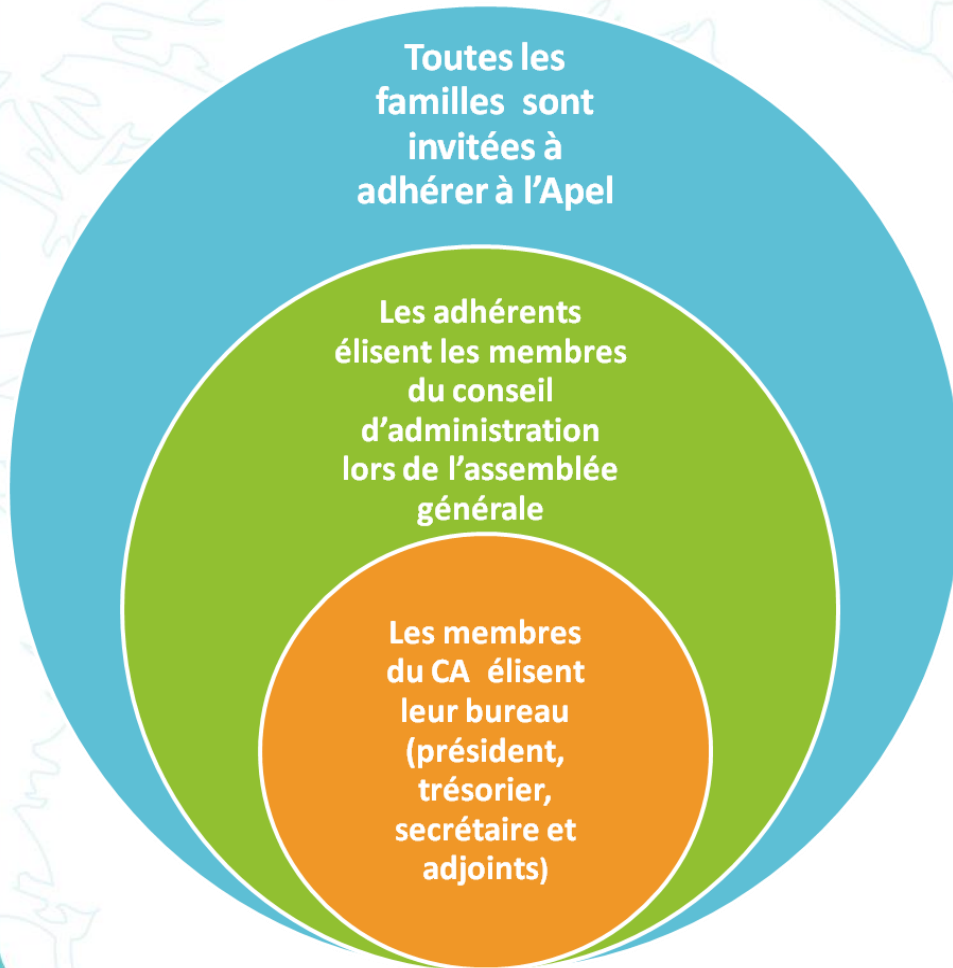 Toutes les
familles sont
invitées à
adhérer à l’Apel
Les adhérents
élisent les membres
du conseil
d’administration
lors de l’assemblée
générale
Les membres
du CA élisent
leur bureau
(président,
trésorier,
secrétaire et
adjoints)